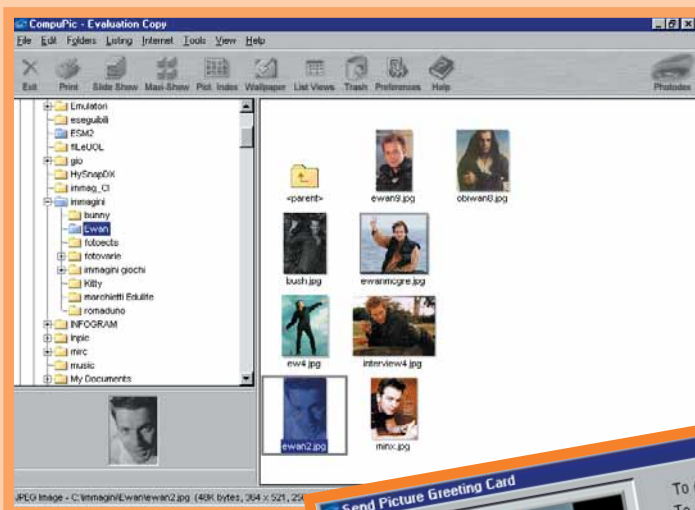 CompuPic - Evaluation Copy
File Edit Folders Listing Internet Tools View Help
Exit Print Slide Show Maxi-Show Pict. Index Wallpaper List Views Trash Preferences Help Photodex
Emulatori
eseguibili
ESM2
fILeUOL
gio
HySnapDX
immag_CI
immagini
bunny
Ewan
fotoects
fotovarie
immagini giochi
Kitty
marchietti Edulite
romaduno
INFOGRAM
Inpic
mirc
music
My Documents
<parent>
ewan9.jpg
obiwan8.jpg
bush.jpg
ewanmcgre.jpg
ew4.jpg
interview4.jpg
ewan2.jpg
minx.jpg
JPEG Image - C:\immagini\Ewan\ewan2.jpg (48K bytes, 364 x 521,
Send Picture Greeting Card
To
To